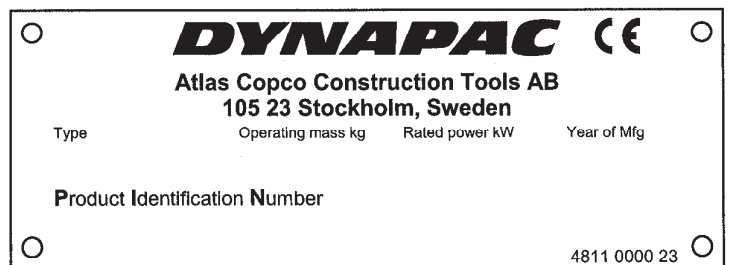 DYNAPAC CE
Atlas Copco Construction Tools AB
105 23 Stockholm, Sweden
Type Operating mass kg Rated power kW Year of Mfg
Product Identification Number
4811 0000 23